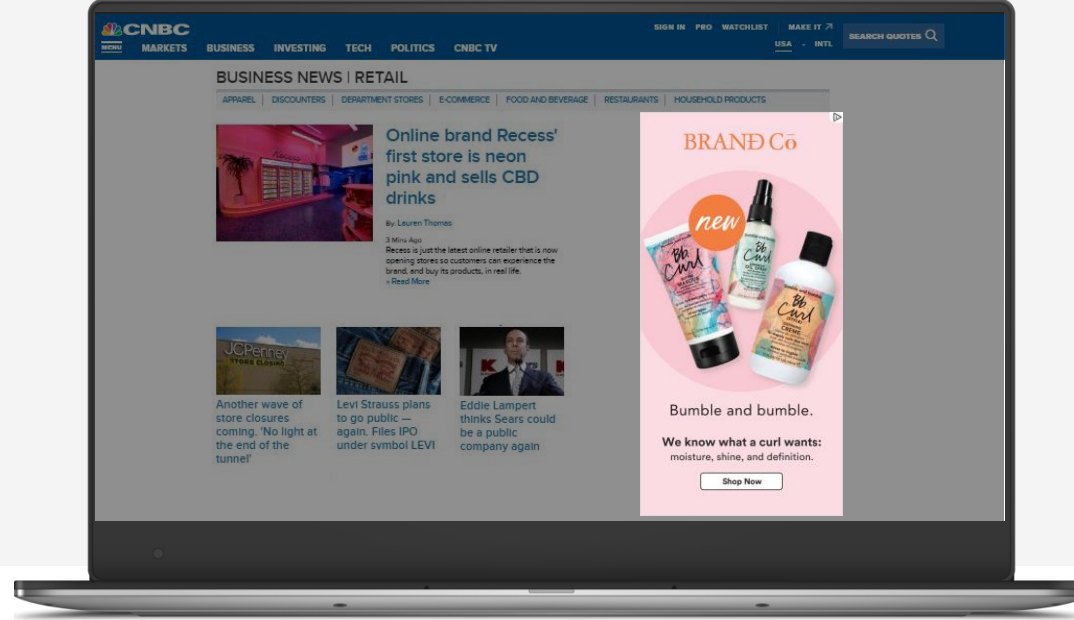 CNBC
SIGN IN PRO WATCHLIST MAKE IT
SEARCH QUOTES
MENU MARKETS BUSINESS INVESTING TECH POLITICS CNBC TV
USA - INTL
BUSINESS NEWS | RETAIL
APPAREL | DISCOUNTERS | DEPARTMENT STORES | E-COMMERCE | FOOD AND BEVERAGE | RESTAURANTS | HOUSEHOLD PRODUCTS
Online brand Recess'
first store is neon
pink and sells CBD
drinks
By: Lauren Thomas
3 Mins Ago
Recess is just the latest online retailer that is now
opening stores so customers can experience the
brand, and buy its products, in real life.
» Read More
JCPenney
STORE CLOSING
Another wave of
store closures
coming. 'No light at
the end of the
tunnel'
Levi Strauss plans
to go public —
again. Files IPO
under symbol LEVI
Eddie Lampert
thinks Sears could
be a public
company again
BRAND Cō
new
Bb.
Curl
Bb.
Curl
Bb.
Curl
CREME
Bumble and bumble.
We know what a curl wants:
moisture, shine, and definition.
Shop Now